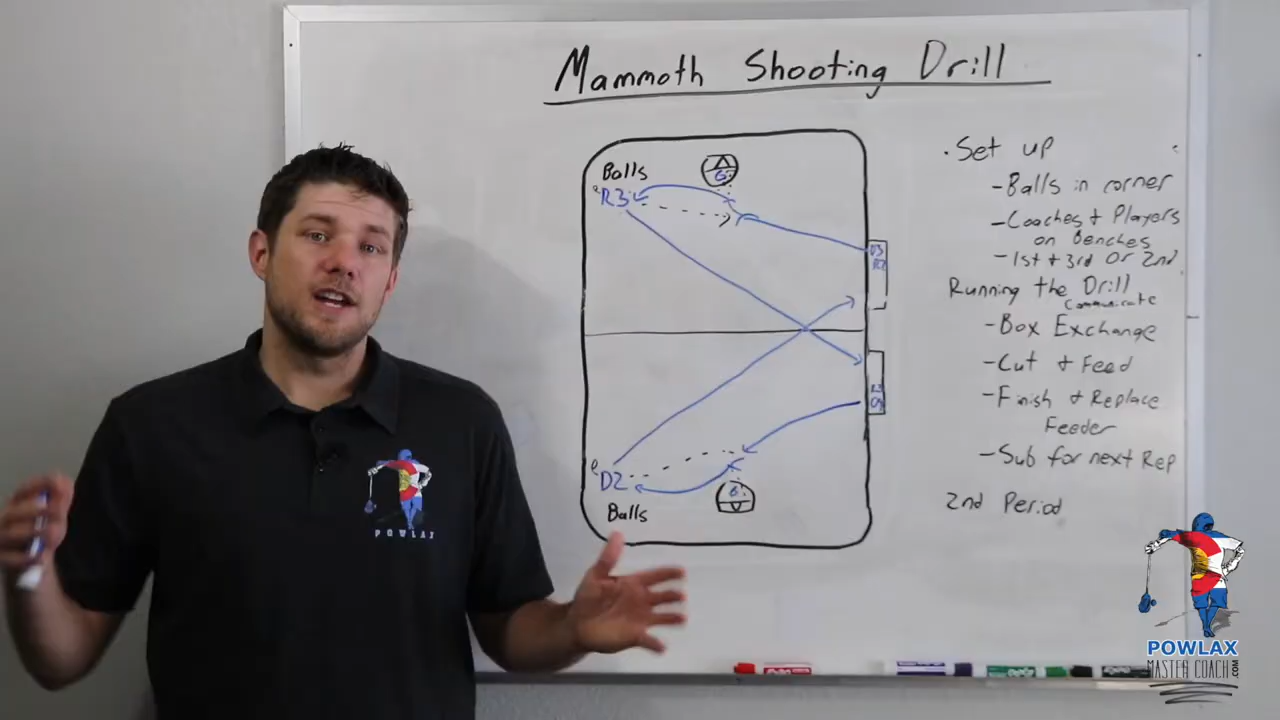 Mammoth Shooting Drill
Balls
G
R3
D2
G
Balls
· Set up
- Balls in corner
- Coaches + Players
on Benches
- 1st + 3rd or 2nd
Running the Drill
Communicate
- Box Exchange
- Cut + Feed
- Finish + Replace
Feeder
- Sub for next Rep
2nd Period
POWLAX
POWLAX
MASTER COACH.COM